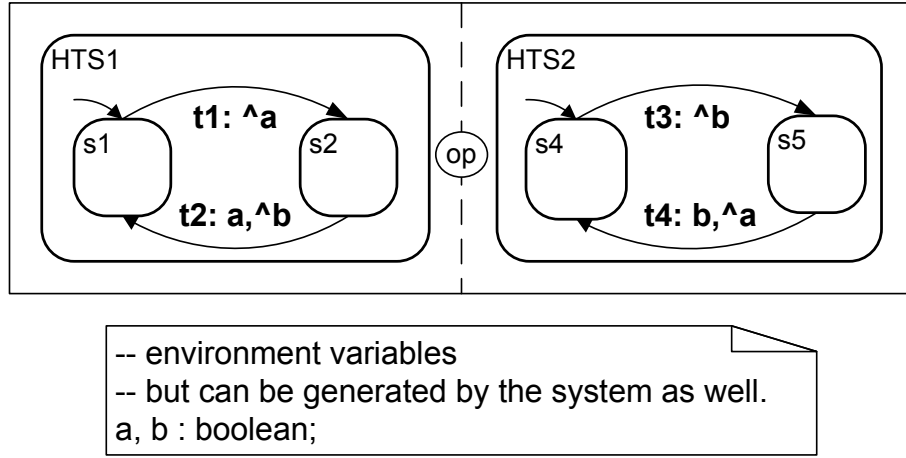 HTS1
HTS2
t1: ^a
t3: ^b
s1
s2
op
s4
s5
t2: a,^b
t4: b,^a
-- environment variables
-- but can be generated by the system as well.
a, b : boolean;